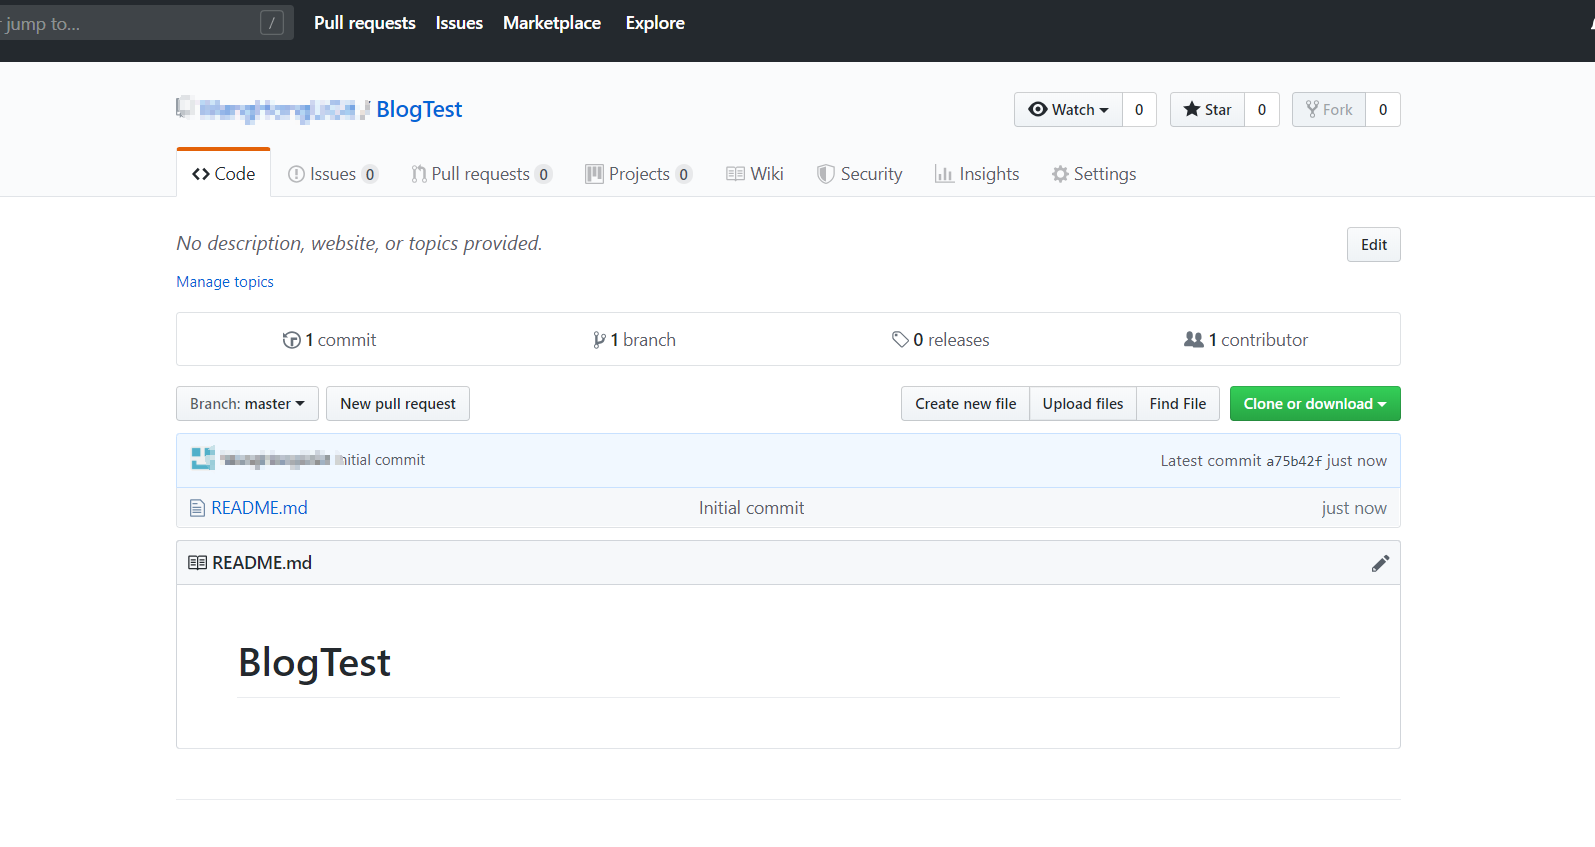 jump to... /
Pull requests Issues Marketplace Explore
/ BlogTest
Watch 0 Star 0 Fork 0
Code Issues 0 Pull requests 0 Projects 0 Wiki Security Insights Settings
No description, website, or topics provided.
Edit
Manage topics
1 commit 1 branch 0 releases 1 contributor
Branch: master New pull request Create new file Upload files Find File Clone or download
Initial commit Latest commit a75b42f just now
README.md Initial commit just now
README.md
BlogTest